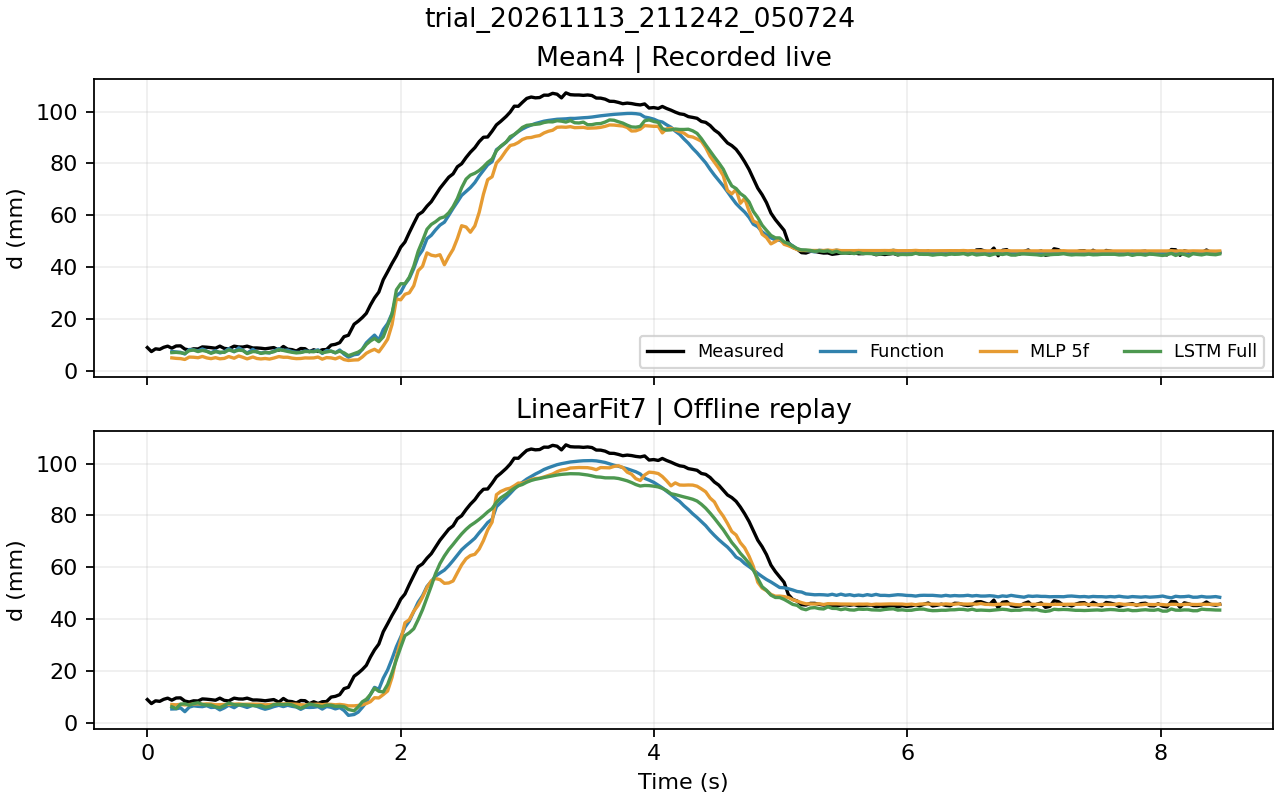 trial_20261113_211242_050724
Mean4 | Recorded live
100
80
60
40
20
0
d (mm)
Measured Function MLP 5f LSTM Full
LinearFit7 | Offline replay
100
80
60
40
20
0
d (mm)
0 2 4 6 8
Time (s)